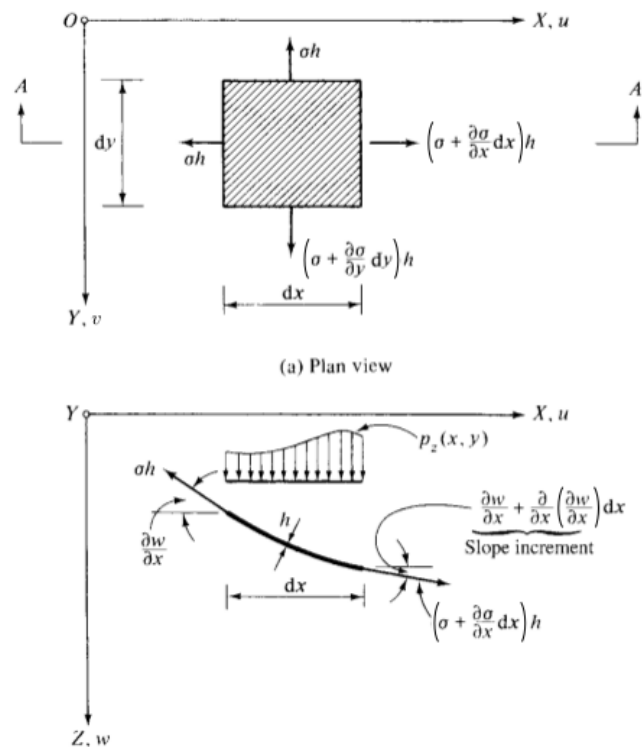 O X, u
σh
A A
dy
σh (σ + ∂σ/∂x dx)h
(σ + ∂σ/∂y dy)h
dx
Y, v
(a) Plan view
Y X, u
p_z(x, y)
σh
∂w/∂x + ∂/∂x(∂w/∂x)dx
Slope increment
h
∂w/∂x
dx
(σ + ∂σ/∂x dx)h
Z, w